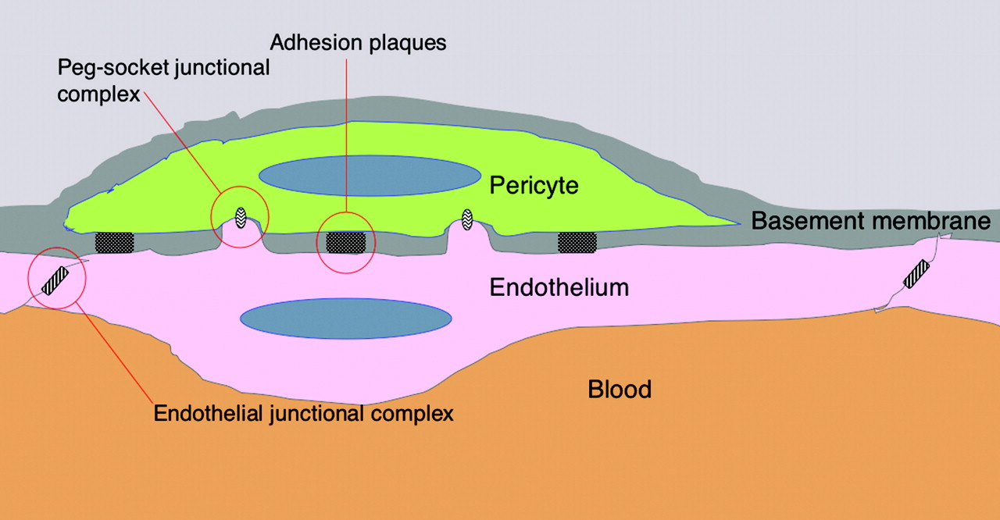 Adhesion plaques
Peg-socket junctional
complex
Pericyte
Basement membrane
Endothelium
Blood
Endothelial junctional complex